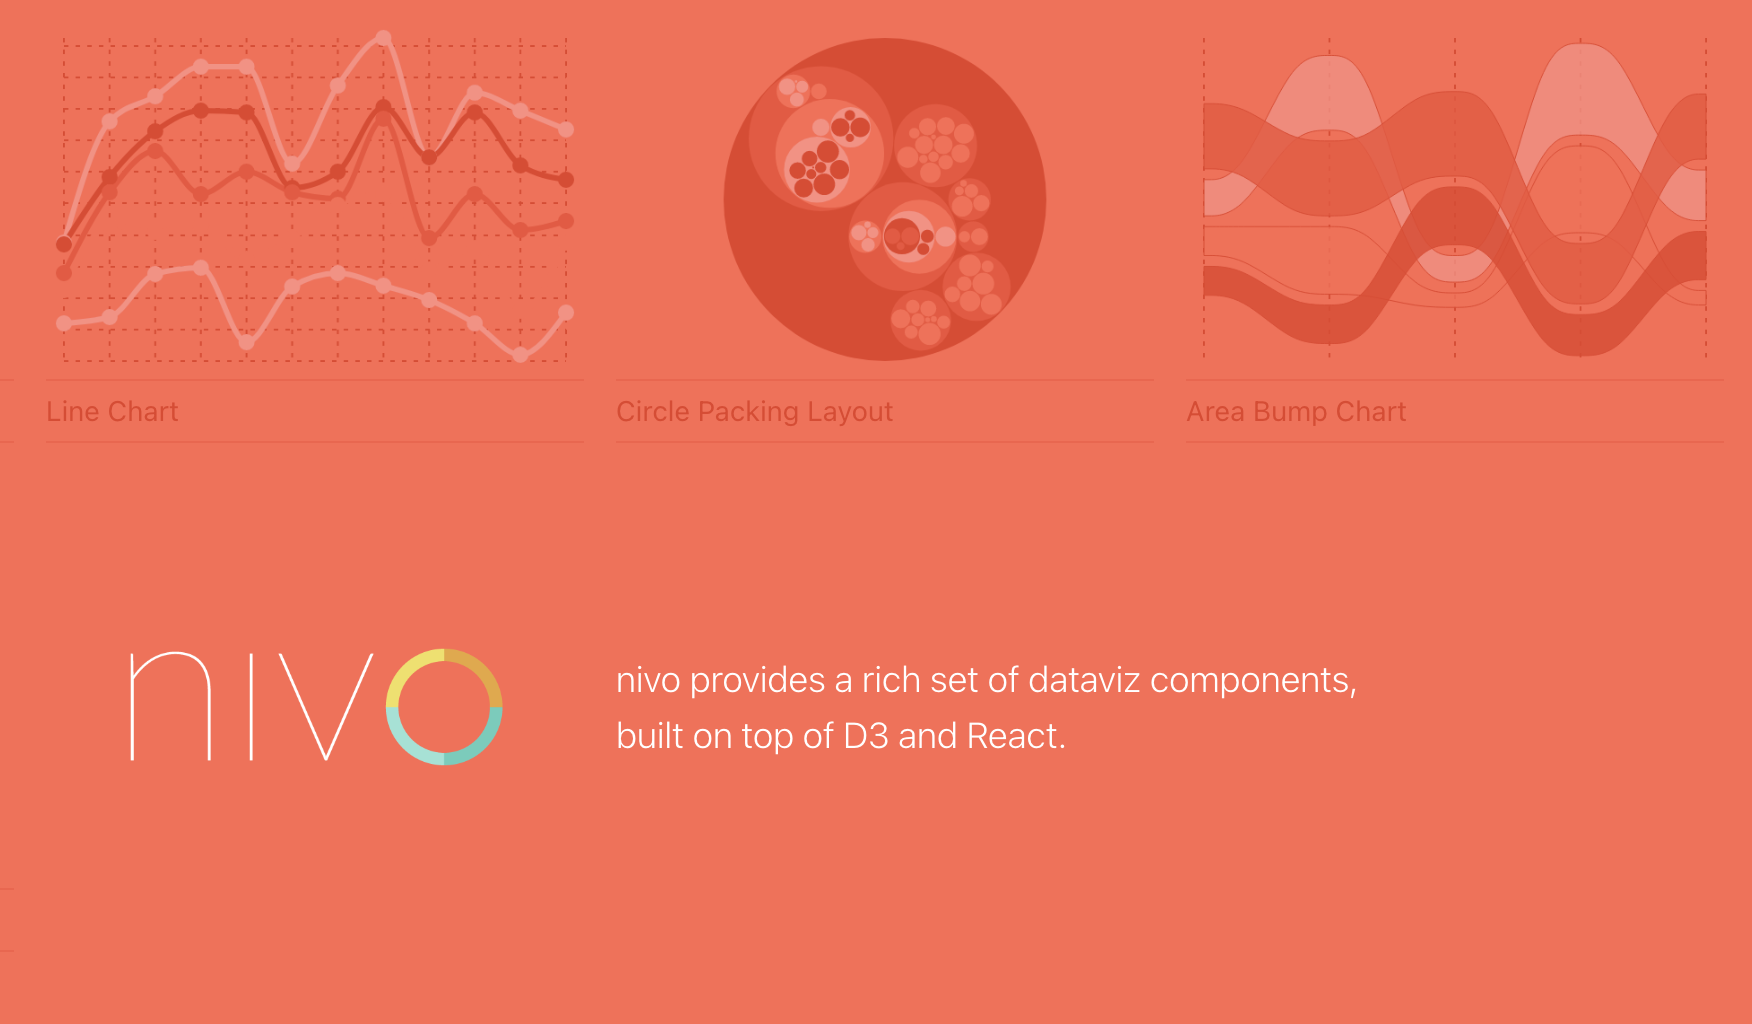 Line Chart
Circle Packing Layout
Area Bump Chart
nivo
nivo provides a rich set of dataviz components,
built on top of D3 and React.